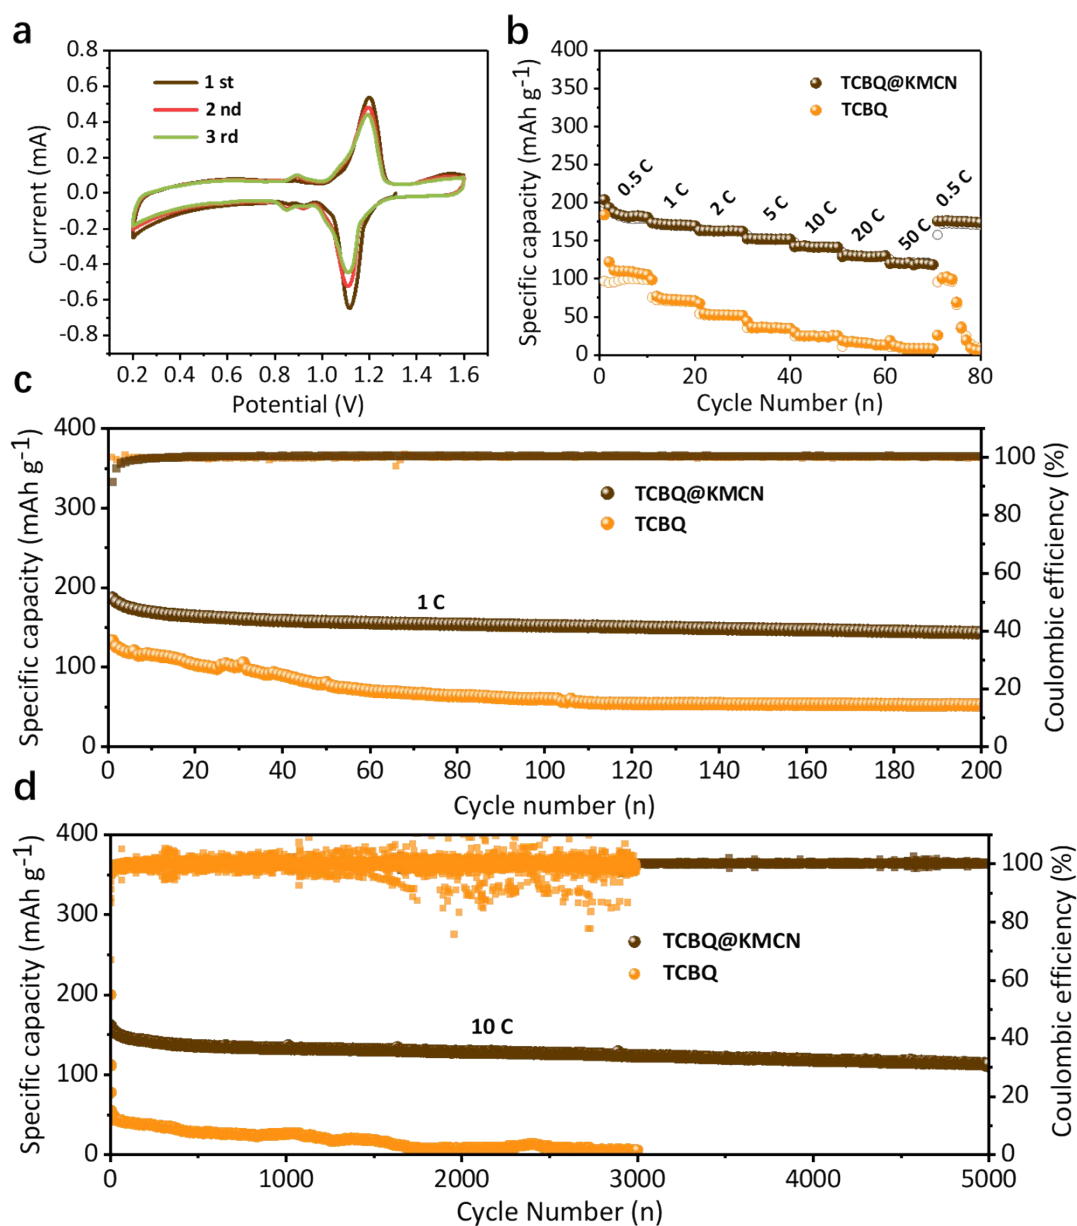 a
0.8
0.6
0.4
0.2
0.0
-0.2
-0.4
-0.6
-0.8
Current (mA)
1 st
2 nd
3 rd
0.2 0.4 0.6 0.8 1.0 1.2 1.4 1.6
Potential (V)
b
400
350
300
250
200
150
100
50
0
Specific capacity (mAh g⁻¹)
TCBQ@KMCN
TCBQ
0.5 C 1 C 2 C 5 C 10 C 20 C 50 C 0.5 C
0 20 40 60 80
Cycle Number (n)
c
400
300
200
100
0
Specific capacity (mAh g⁻¹)
TCBQ@KMCN
TCBQ
1 C
100
80
60
40
20
0
Coulombic efficiency (%)
0 20 40 60 80 100 120 140 160 180 200
Cycle number (n)
d
400
300
200
100
0
Specific capacity (mAh g⁻¹)
TCBQ@KMCN
TCBQ
10 C
100
80
60
40
20
0
Coulombic efficiency (%)
0 1000 2000 3000 4000 5000
Cycle Number (n)